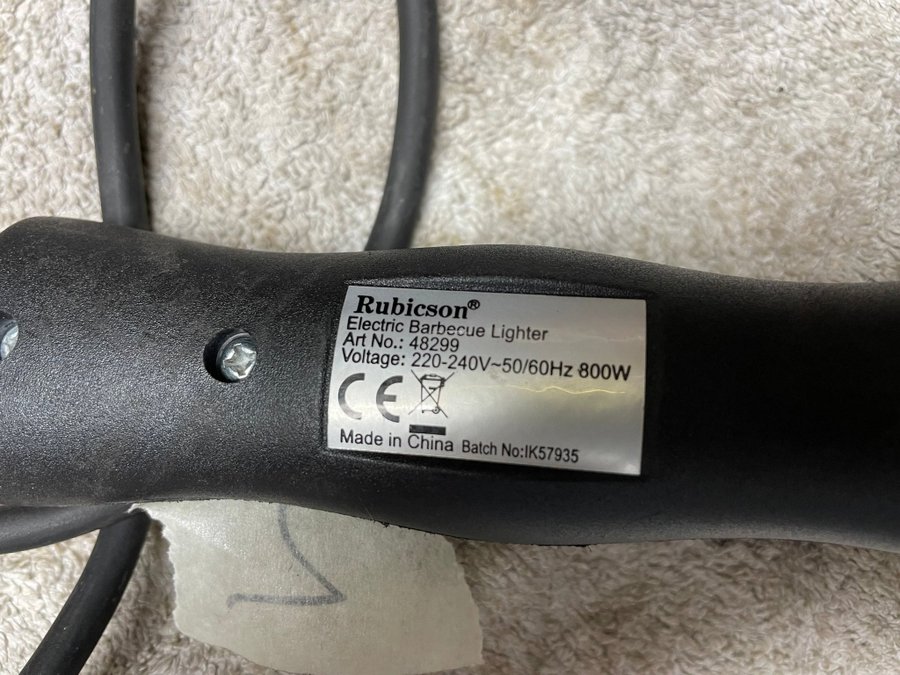 Rubicson®
Electric Barbecue Lighter
Art No.: 48299
Voltage: 220-240V~50/60Hz 800W
CE
Made in China Batch No:IK57935